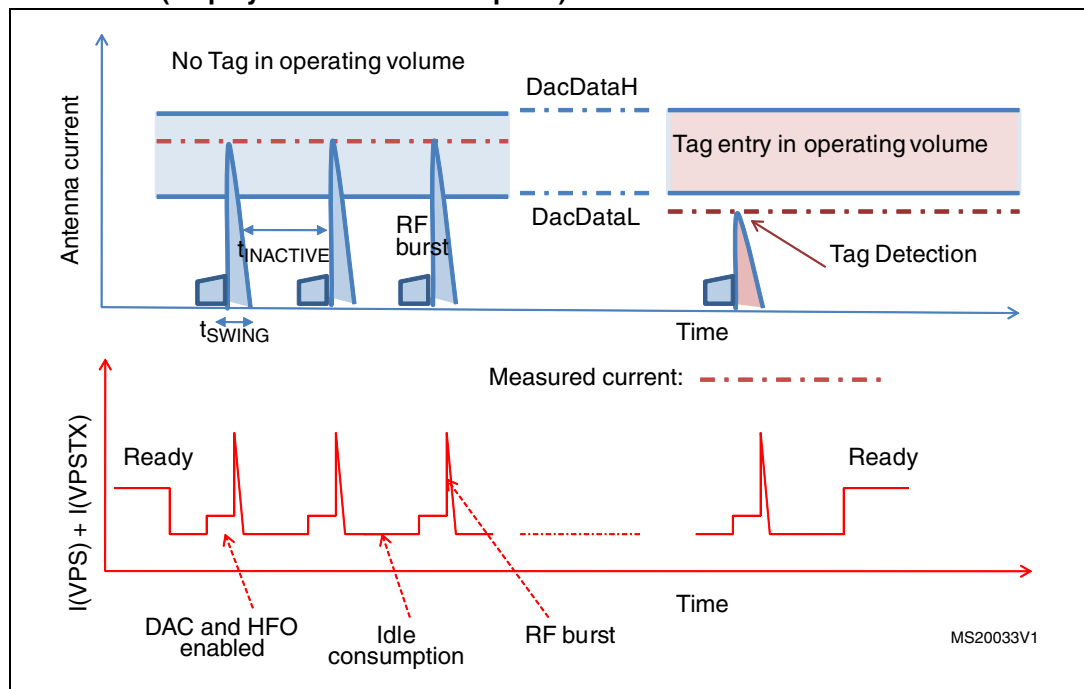 No Tag in operating volume
DacDataH
Tag entry in operating volume
DacDataL
RF
burst
tINACTIVE
Tag Detection
tSWING
Time
Antenna current
Measured current:
Ready
Ready
I(VPS) + I(VPSTX)
Time
DAC and HFO
enabled
Idle
consumption
RF burst
MS20033V1